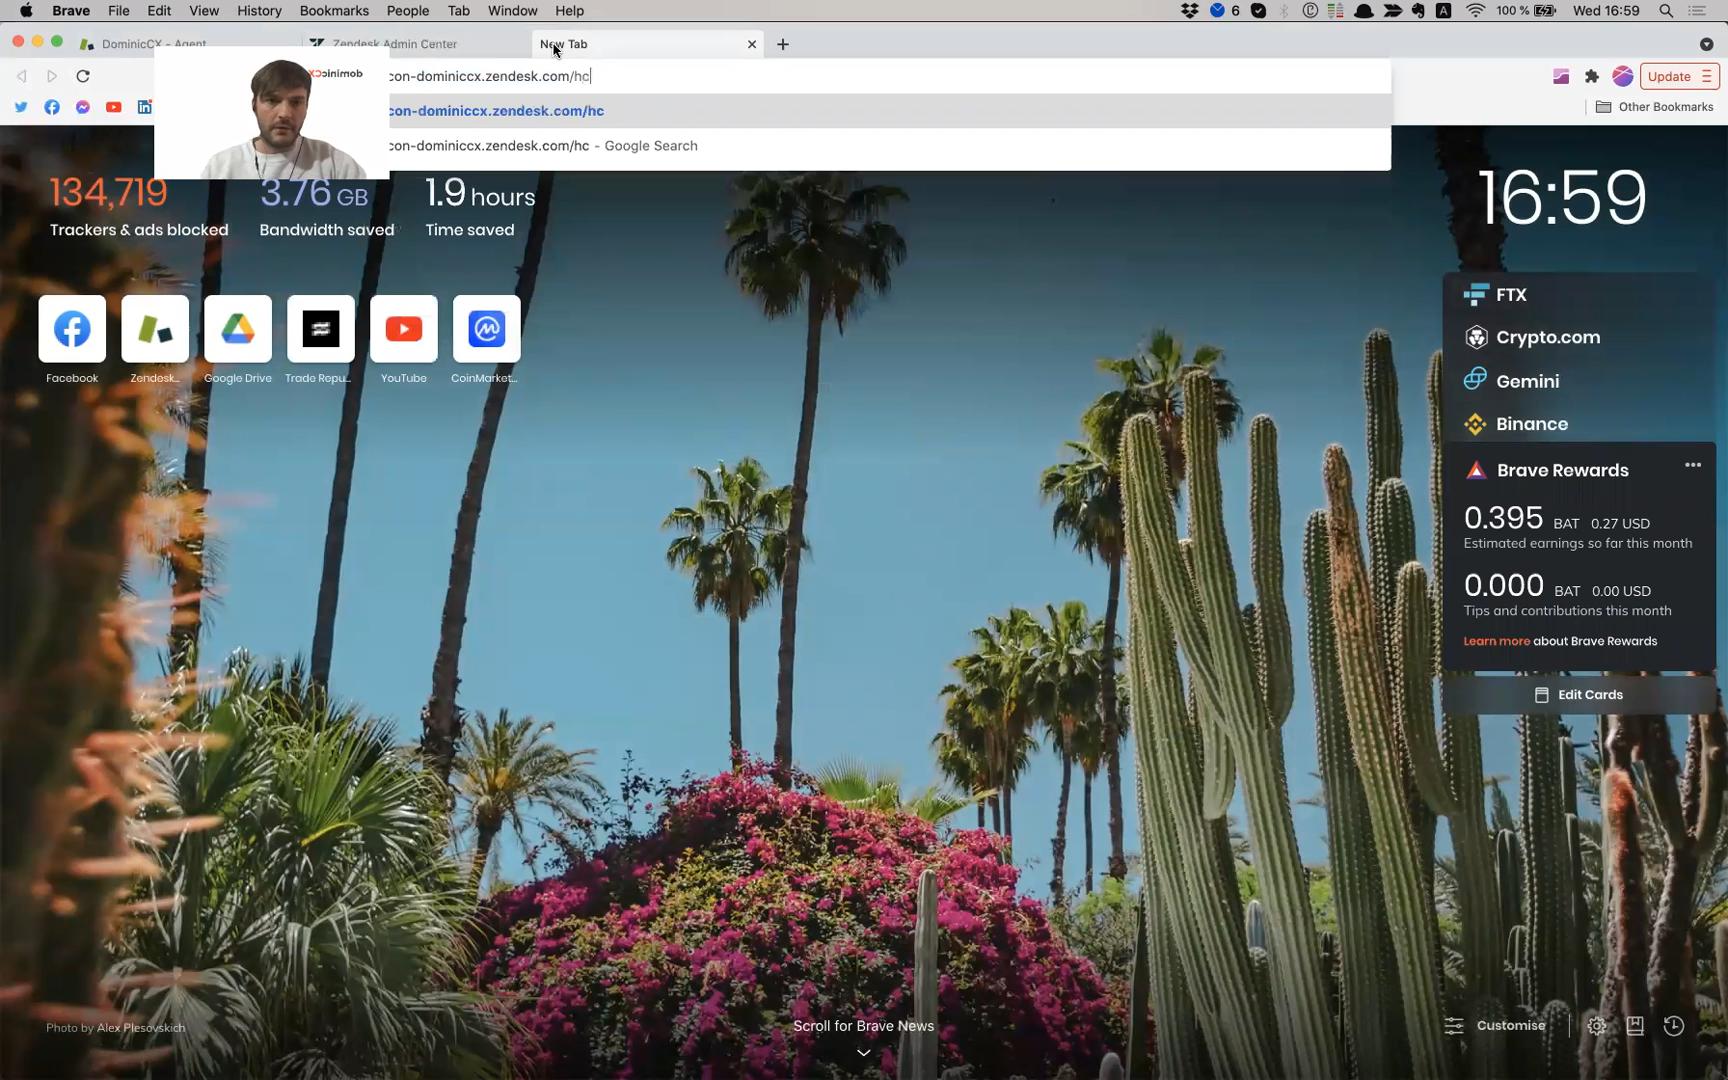 Brave File Edit View History Bookmarks People Tab Window Help
6 A 100 % Wed 16:59
DominicCX - Agent
Zendesk Admin Center
New Tab
con-dominiccx.zendesk.com/hc
Update
Other Bookmarks
dominicCX
con-dominiccx.zendesk.com/hc
con-dominiccx.zendesk.com/hc - Google Search
134,719
Trackers & ads blocked
3.76 GB
Bandwidth saved
1.9 hours
Time saved
16:59
Facebook
Zendesk...
Google Drive
Trade Repu...
YouTube
CoinMarket...
FTX
Crypto.com
Gemini
Binance
Brave Rewards
0.395 BAT 0.27 USD
Estimated earnings so far this month
0.000 BAT 0.00 USD
Tips and contributions this month
Learn more about Brave Rewards
Edit Cards
Photo by Alex Plesovskich
Scroll for Brave News
Customise